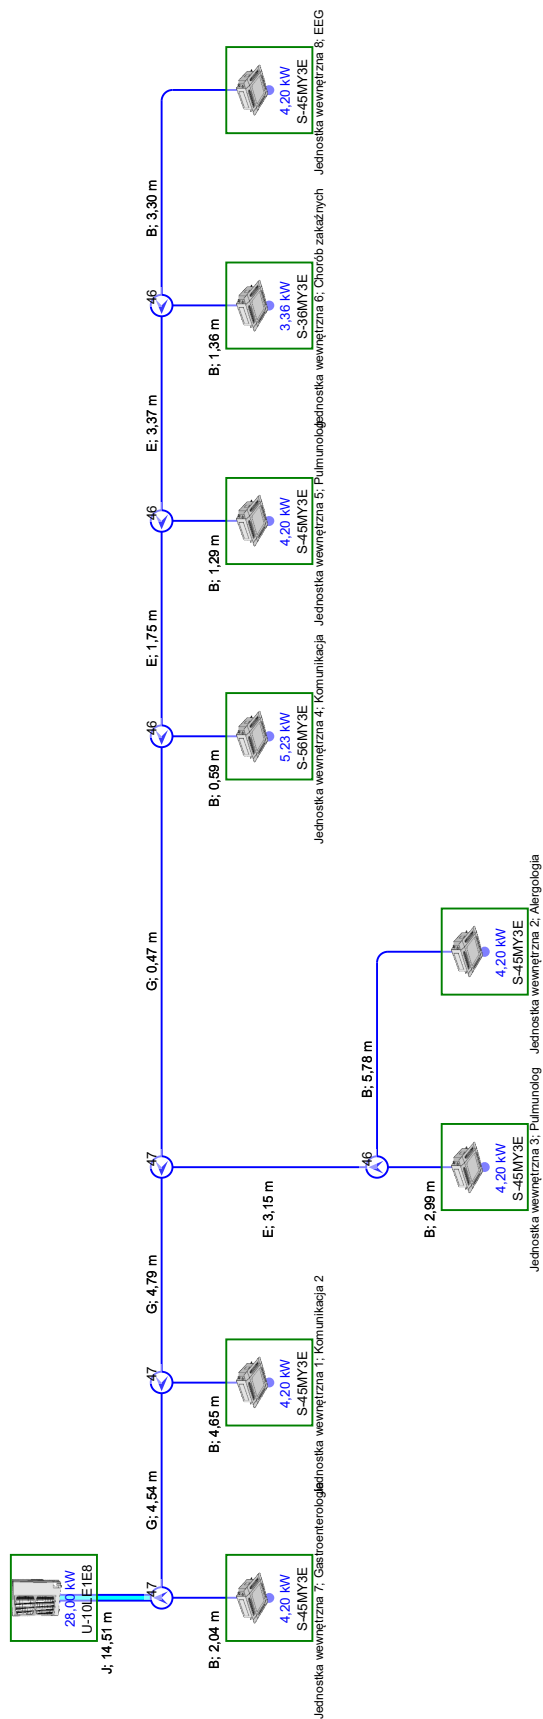 28,00 kW
U-10LE1E8
J; 14,51 m
47
B; 2,04 m
4,20 kW
S-45MY3E
Jednostka wewnętrzna 7; Gastroenterologia
G; 4,54 m
47
B; 4,65 m
4,20 kW
S-45MY3E
Jednostka wewnętrzna 1; Komunikacja 2
G; 4,79 m
47
E; 3,15 m
46
B; 2,99 m
4,20 kW
S-45MY3E
Jednostka wewnętrzna 3; Pulmunolog
B; 5,78 m
4,20 kW
S-45MY3E
Jednostka wewnętrzna 2; Alergologia
G; 0,47 m
46
B; 0,59 m
5,23 kW
S-56MY3E
Jednostka wewnętrzna 4; Komunikacja
E; 1,75 m
46
B; 1,29 m
4,20 kW
S-45MY3E
Jednostka wewnętrzna 5; Pulmunolog
E; 3,37 m
46
B; 1,36 m
3,36 kW
S-36MY3E
Jednostka wewnętrzna 6; Chorób zakaźnych
B; 3,30 m
4,20 kW
S-45MY3E
Jednostka wewnętrzna 8; EEG